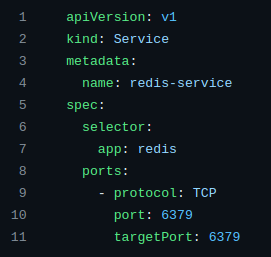 1 apiVersion: v1
2 kind: Service
3 metadata:
4   name: redis-service
5 spec:
6   selector:
7     app: redis
8   ports:
9     - protocol: TCP
10       port: 6379
11       targetPort: 6379